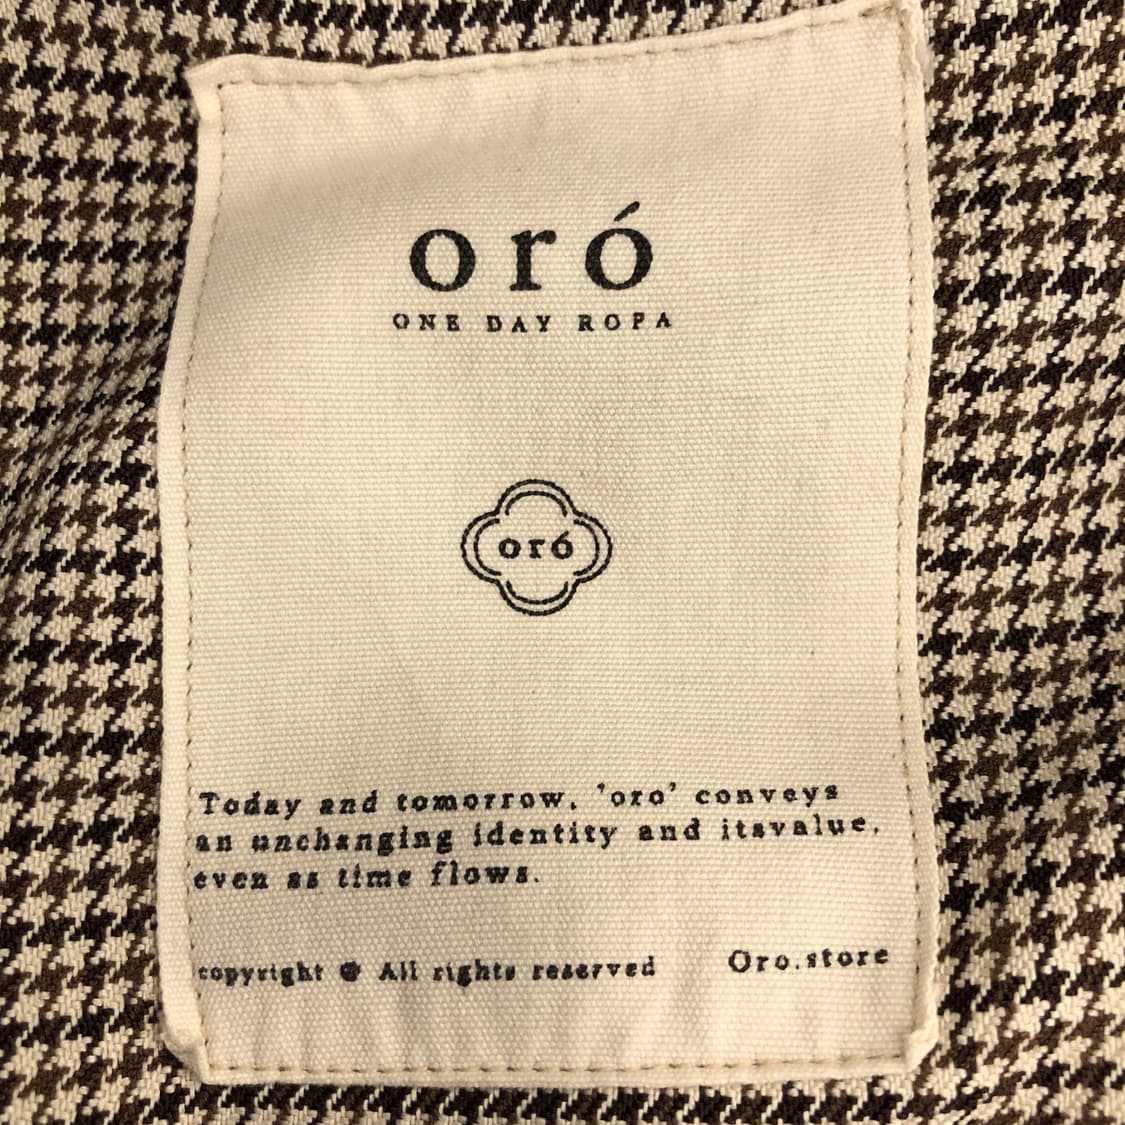 oró
ONE DAY ROPA
oró
Today and tomorrow, 'oro' conveys
an unchanging identity and itsvalue,
even as time flows.
copyright © All rights reserved Oro.store